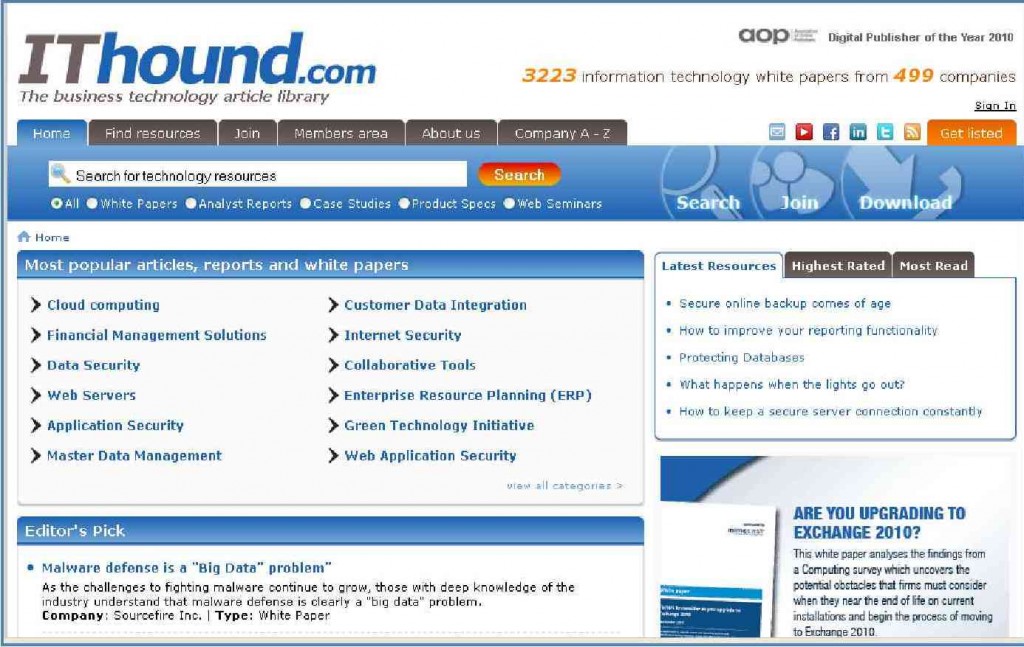 aop Digital Publisher of the Year 2010
IThound.com
The business technology article library
3223 information technology white papers from 499 companies
Sign In
Home
Find resources
Join
Members area
About us
Company A - Z
Get listed
Search for technology resources
Search
All White Papers Analyst Reports Case Studies Product Specs Web Seminars
Search
Join
Download
Home
Most popular articles, reports and white papers
Cloud computing
Financial Management Solutions
Data Security
Web Servers
Application Security
Master Data Management
Customer Data Integration
Internet Security
Collaborative Tools
Enterprise Resource Planning (ERP)
Green Technology Initiative
Web Application Security
view all categories >
Editor's Pick
Malware defense is a "Big Data" problem"
As the challenges to fighting malware continue to grow, those with deep knowledge of the
industry understand that malware defense is clearly a "big data" problem.
Company: Sourcefire Inc. | Type: White Paper
Latest Resources
Highest Rated
Most Read
Secure online backup comes of age
How to improve your reporting functionality
Protecting Databases
What happens when the lights go out?
How to keep a secure server connection constantly
ARE YOU UPGRADING TO
EXCHANGE 2010?
This white paper analyses the findings from
a Computing survey which uncovers the
potential obstacles that firms must consider
when they near the end of life on current
installations and begin the process of moving
to Exchange 2010.